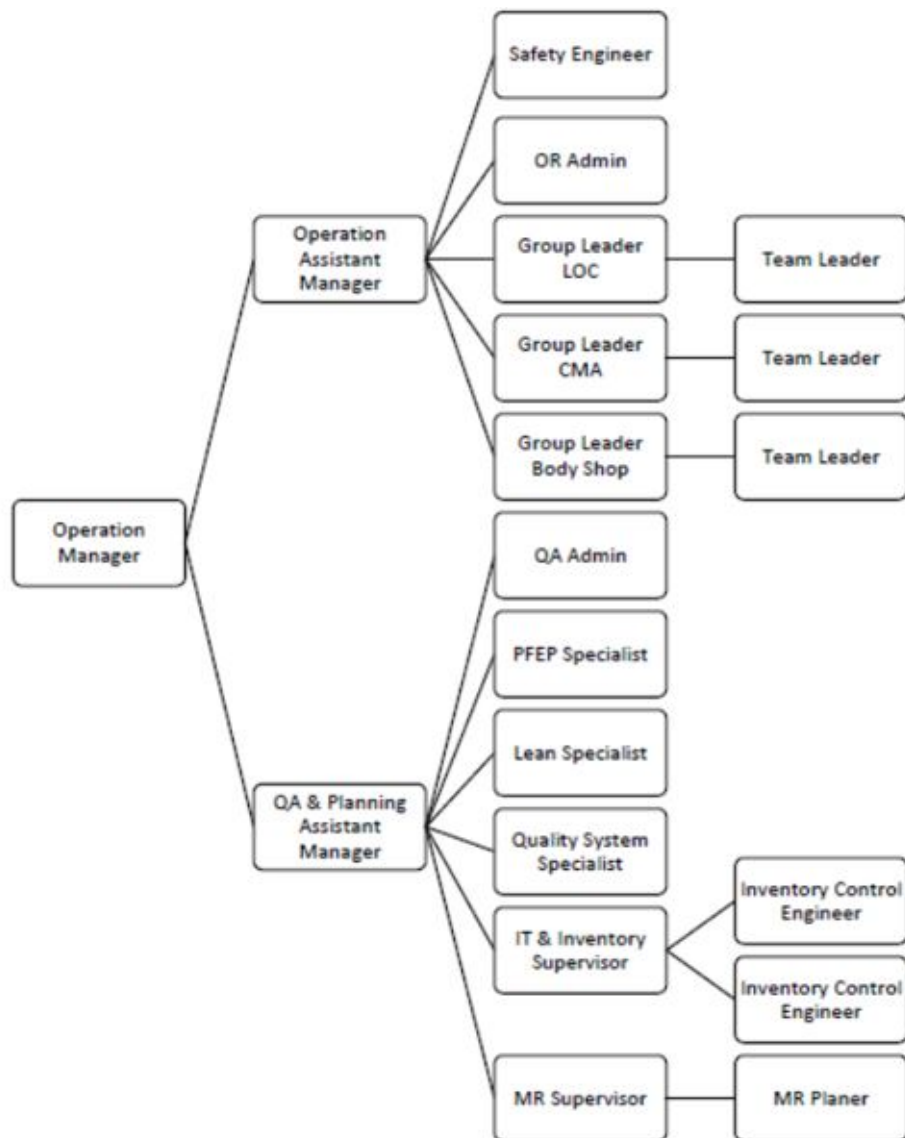 Safety Engineer
OR Admin
Operation
Assistant
Manager
Group Leader
LOC
Team Leader
Group Leader
CMA
Team Leader
Group Leader
Body Shop
Team Leader
Operation
Manager
QA Admin
PFEP Specialist
Lean Specialist
QA & Planning
Assistant
Manager
Quality System
Specialist
IT & Inventory
Supervisor
Inventory Control
Engineer
Inventory Control
Engineer
MR Supervisor
MR Planer